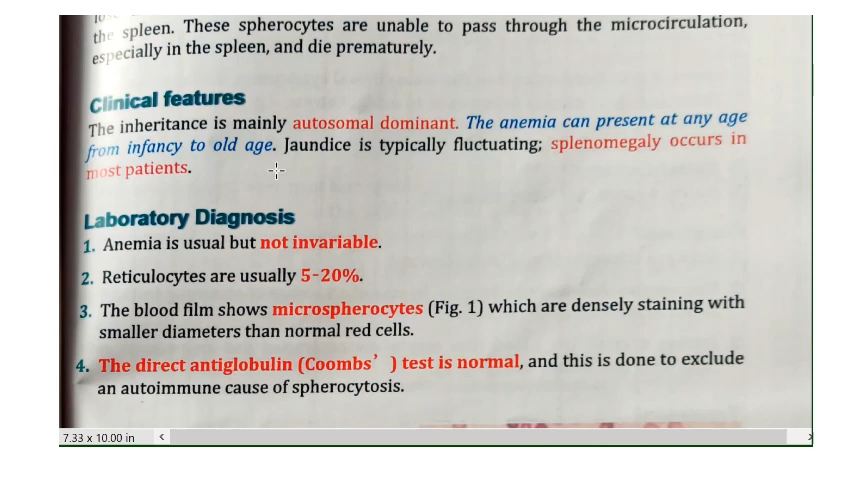 the spleen. These spherocytes are unable to pass through the microcirculation,
especially in the spleen, and die prematurely.
Clinical features
The inheritance is mainly autosomal dominant. The anemia can present at any age
from infancy to old age. Jaundice is typically fluctuating; splenomegaly occurs in
most patients.
Laboratory Diagnosis
1. Anemia is usual but not invariable.
2. Reticulocytes are usually 5-20%.
3. The blood film shows microspherocytes (Fig. 1) which are densely staining with
smaller diameters than normal red cells.
4. The direct antiglobulin (Coombs’ ) test is normal, and this is done to exclude
an autoimmune cause of spherocytosis.
7.33 x 10.00 in